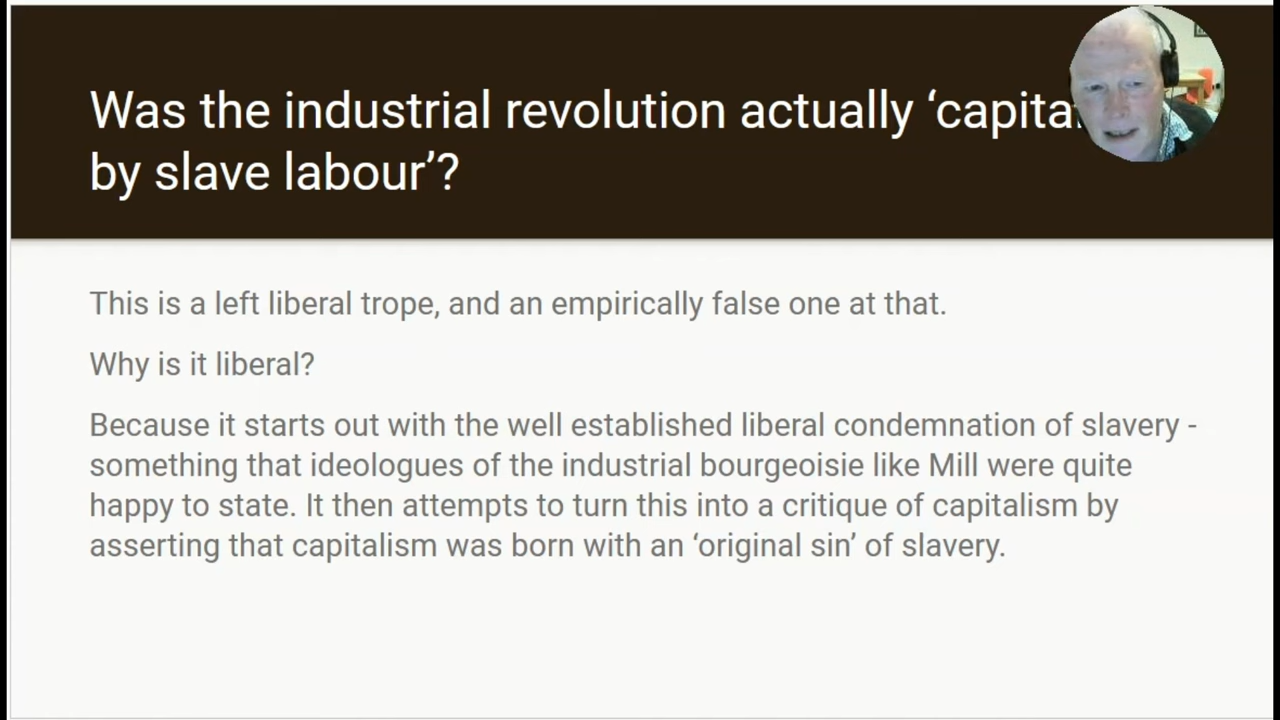 Was the industrial revolution actually ‘capita
by slave labour’?
This is a left liberal trope, and an empirically false one at that.
Why is it liberal?
Because it starts out with the well established liberal condemnation of slavery -
something that ideologues of the industrial bourgeoisie like Mill were quite
happy to state. It then attempts to turn this into a critique of capitalism by
asserting that capitalism was born with an ‘original sin’ of slavery.